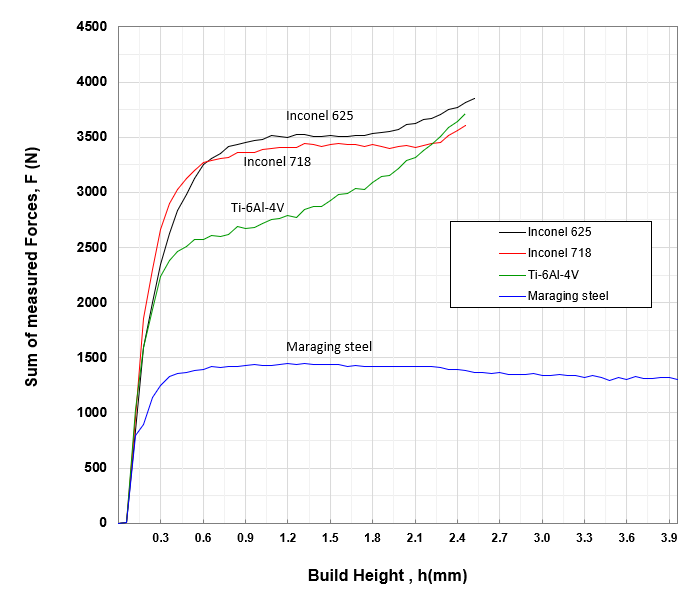 Sum of measured Forces, F (N)
4500
4000
3500
3000
2500
2000
1500
1000
500
0
Inconel 625
Inconel 718
Ti-6Al-4V
Maraging steel
Inconel 625
Inconel 718
Ti-6Al-4V
Maraging steel
0.3 0.6 0.9 1.2 1.5 1.8 2.1 2.4 2.7 3.0 3.3 3.6 3.9
Build Height , h(mm)